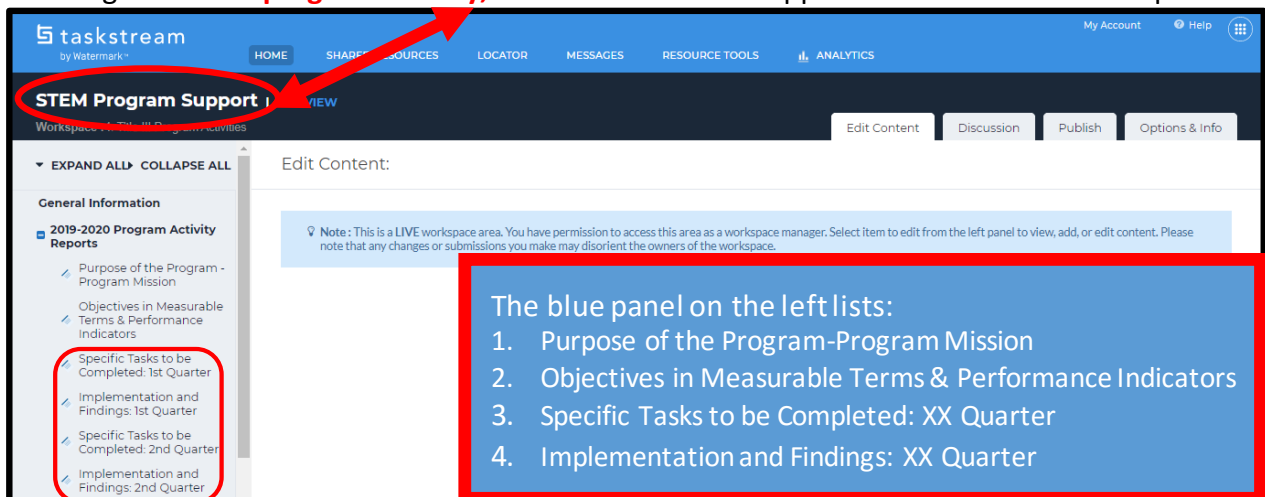 program
taskstream
by Watermark™
HOME
RESOURCES
LOCATOR
MESSAGES
RESOURCE TOOLS
ANALYTICS
My Account
Help
STEM Program Support
VIEW
Edit Content
Discussion
Publish
Options & Info
EXPAND ALL
COLLAPSE ALL
General Information
2019-2020 Program Activity
Reports
Purpose of the Program -
Program Mission
Objectives in Measurable
Terms & Performance
Indicators
Specific Tasks to be
Completed: 1st Quarter
Implementation and
Findings: 1st Quarter
Specific Tasks to be
Completed: 2nd Quarter
Implementation and
Findings: 2nd Quarter
Edit Content:
Note : This is a LIVE workspace area. You have permission to access this area as a workspace manager. Select item to edit from the left panel to view, add, or edit content. Please
note that any changes or submissions you make may disorient the owners of the workspace.
The blue panel on the left lists:
1. Purpose of the Program-Program Mission
2. Objectives in Measurable Terms & Performance Indicators
3. Specific Tasks to be Completed: XX Quarter
4. Implementation and Findings: XX Quarter